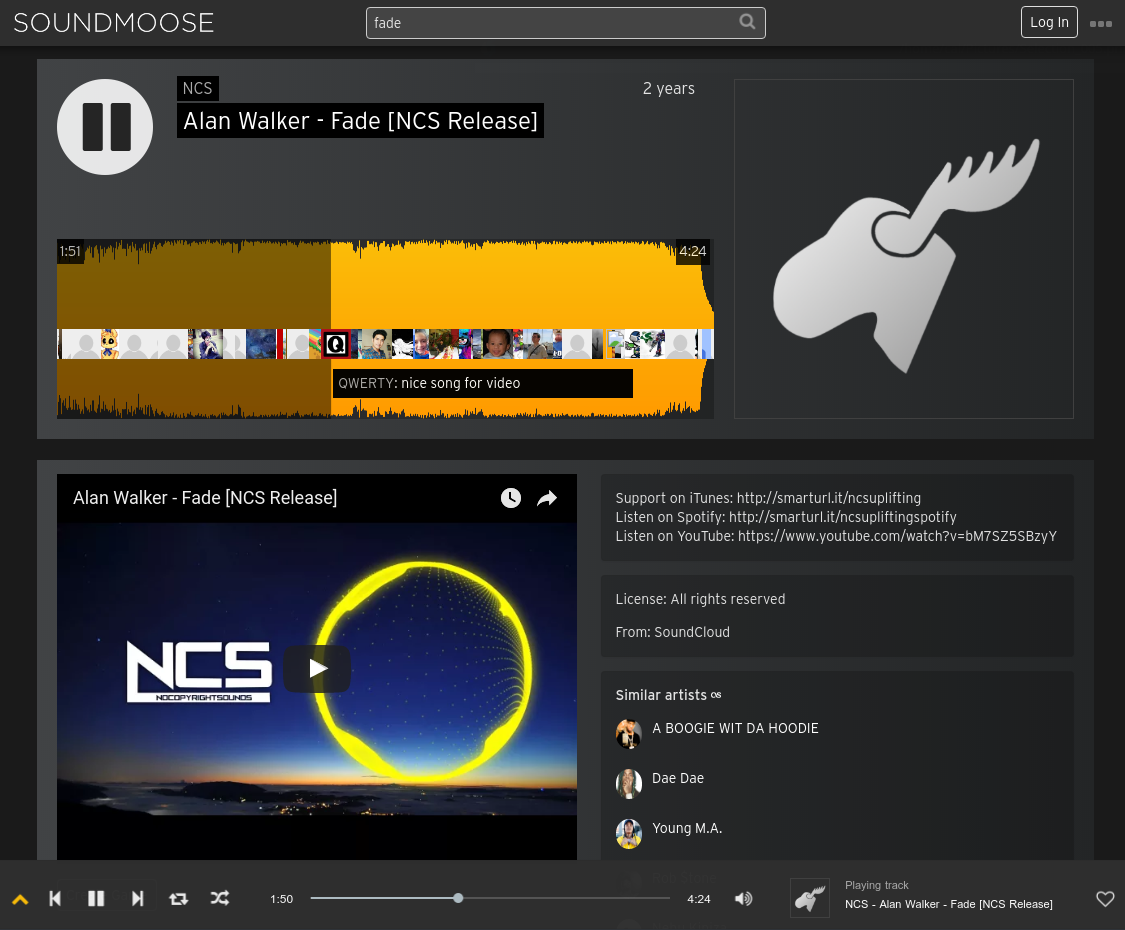 SOUNDMOOSE
fade
Log In
NCS
2 years
Alan Walker - Fade [NCS Release]
1:51
4:24
Q
QWERTY: nice song for video
Alan Walker - Fade [NCS Release]
NCS
NOCOPYRIGHTSOUNDS
Support on iTunes: http://smarturl.it/ncsuplifting
Listen on Spotify: http://smarturl.it/ncsupliftingspotify
Listen on YouTube: https://www.youtube.com/watch?v=bM7SZ5SBzyY
License: All rights reserved
From: SoundCloud
Similar artists
A BOOGIE WIT DA HOODIE
Dae Dae
Young M.A.
1:50
4:24
Playing track
NCS - Alan Walker - Fade [NCS Release]